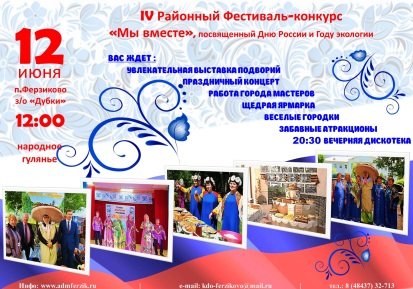 IV Районный Фестиваль-конкурс
«Мы вместе», посвященный Дню России и Году экологии
12
ИЮНЯ
п.Ферзиково
з/о «Дубки»
12:00
народное
гулянье
ВАС ЖДЕТ :
УВЛЕКАТЕЛЬНАЯ ВЫСТАВКА ПОДВОРИЙ
ПРАЗДНИЧНЫЙ КОНЦЕРТ
РАБОТА ГОРОДА МАСТЕРОВ
ЩЕДРАЯ ЯРМАРКА
ВЕСЕЛЫЕ ГОРОДКИ
ЗАБАВНЫЕ АТРАКЦИОНЫ
20:30 ВЕЧЕРНЯЯ ДИСКОТЕКА
Инфо: www.admferzik.ru
e-mail: kdo-ferzikovo@mail.ru
тел.: 8 (48437) 32-713